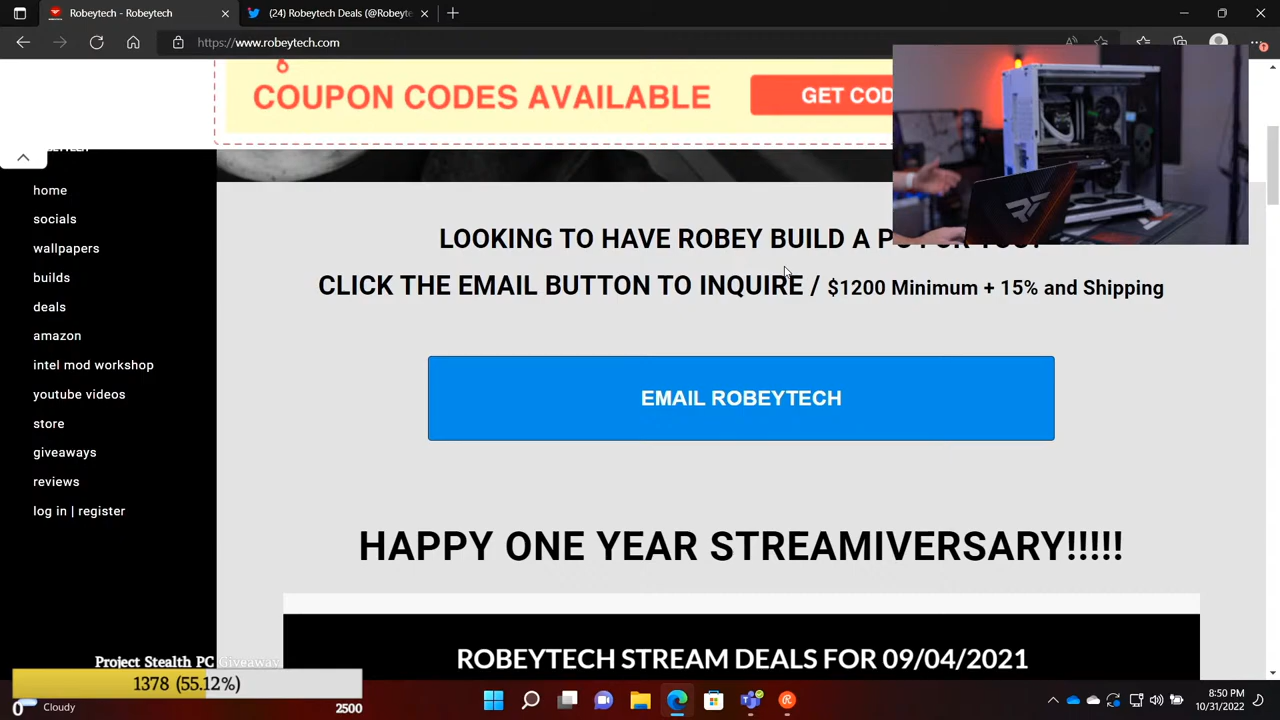 Robeytech - Robeytech
(24) Robeytech Deals (@Robeyte
https://www.robeytech.com
COUPON CODES AVAILABLE
GET COD
home
socials
wallpapers
builds
deals
amazon
intel mod workshop
youtube videos
store
giveaways
reviews
log in | register
LOOKING TO HAVE ROBEY BUILD A
CLICK THE EMAIL BUTTON TO INQUIRE / $1200 Minimum + 15% and Shipping
EMAIL ROBEYTECH
HAPPY ONE YEAR STREAMIVERSARY!!!!!
ROBEYTECH STREAM DEALS FOR 09/04/2021
Project Stealth PC Giveaway
1378 (55.12%)
0
2500
Cloudy
8:50 PM
10/31/2022